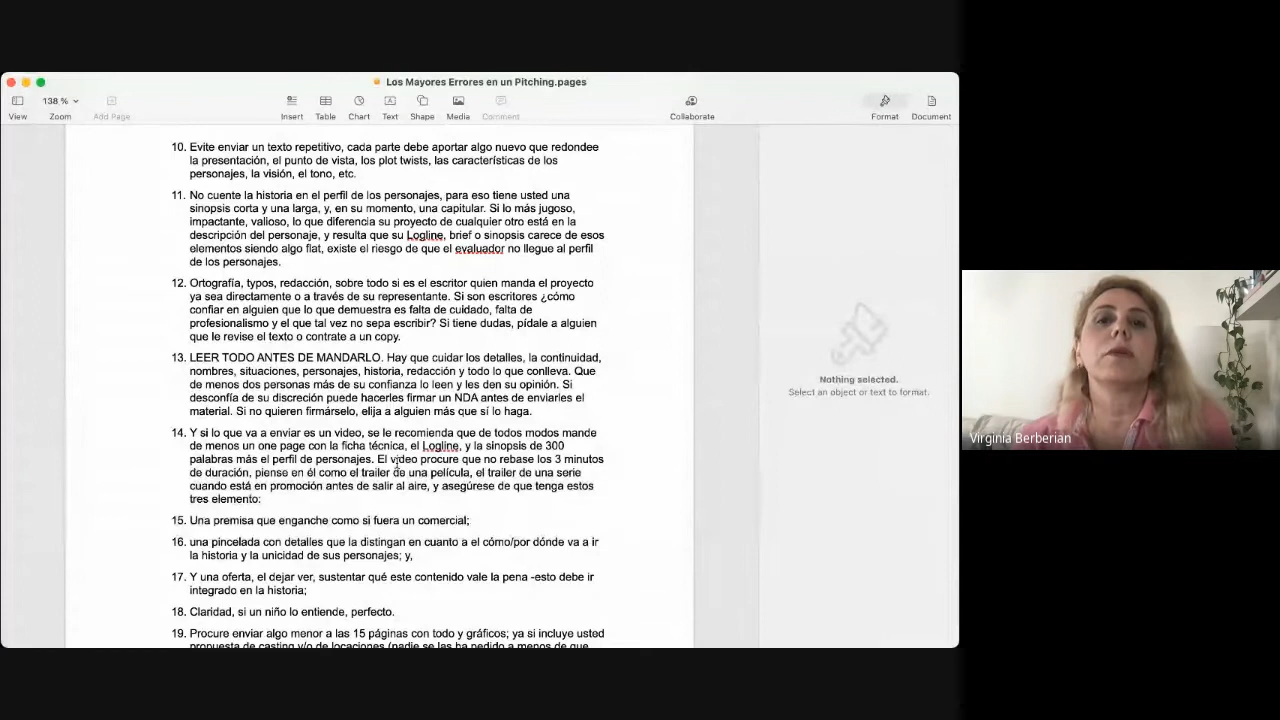 Los Mayores Errores en un Pitching.pages
138 %
View
Zoom
Add Page
Insert
Table
Chart
Text
Shape
Media
Comment
Collaborate
Format
Document
10. Evite enviar un texto repetitivo, cada parte debe aportar algo nuevo que redondee
la presentación, el punto de vista, los plot twists, las características de los
personajes, la visión, el tono, etc.
11. No cuente la historia en el perfil de los personajes, para eso tiene usted una
sinopsis corta y una larga, y, en su momento, una capitular. Si lo más jugoso,
impactante, valioso, lo que diferencia su proyecto de cualquier otro está en la
descripción del personaje, y resulta que su Logline, brief o sinopsis carece de esos
elementos siendo algo flat, existe el riesgo de que el evaluador no llegue al perfil
de los personajes.
12. Ortografía, typos, redacción, sobre todo si es el escritor quien manda el proyecto
ya sea directamente o a través de su representante. Si son escritores ¿cómo
confiar en alguien que lo que demuestra es falta de cuidado, falta de
profesionalismo y el que tal vez no sepa escribir? Si tiene dudas, pídale a alguien
que le revise el texto o contrate a un copy.
13. LEER TODO ANTES DE MANDARLO. Hay que cuidar los detalles, la continuidad,
nombres, situaciones, personajes, historia, redacción y todo lo que conlleva. Que
de menos dos personas más de su confianza lo leen y les den su opinión. Si
desconfía de su discreción puede hacerles firmar un NDA antes de enviarles el
material. Si no quieren firmárselo, elija a alguien más que sí lo haga.
14. Y si lo que va a enviar es un video, se le recomienda que de todos modos mande
de menos un one page con la ficha técnica, el Logline, y la sinopsis de 300
palabras más el perfil de personajes. El video procure que no rebase los 3 minutos
de duración, piense en él como el trailer de una película, el trailer de una serie
cuando está en promoción antes de salir al aire, y asegúrese de que tenga estos
tres elemento:
15. Una premisa que enganche como si fuera un comercial;
16. una pincelada con detalles que la distingan en cuanto a el cómo/por dónde va a ir
la historia y la unicidad de sus personajes; y,
17. Y una oferta, el dejar ver, sustentar qué este contenido vale la pena -esto debe ir
integrado en la historia;
18. Claridad, si un niño lo entiende, perfecto.
19. Procure enviar algo menor a las 15 páginas con todo y gráficos; ya si incluye usted
propuesta de casting y/o de locaciones (nadie se las ha pedido a menos de que
Nothing selected.
Select an object or text to format.
Virginia Berberian